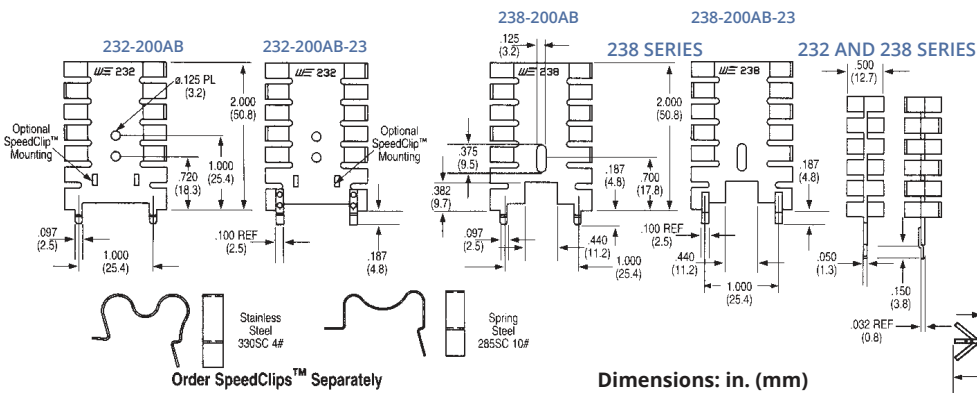 238-200AB
238-200AB-23
232-200AB
232-200AB-23
238 SERIES
232 AND 238 SERIES
.125
(3.2)
.500
(12.7)
232
232
238
238
ø.125 PL
(3.2)
2.000
(50.8)
2.000
(50.8)
Optional
SpeedClip™
Mounting
Optional
SpeedClip™
Mounting
1.000
(25.4)
.720
(18.3)
.375
(9.5)
.382
(9.7)
.187
(4.8)
.700
(17.8)
.187
(4.8)
.097
(2.5)
1.000
(25.4)
.100 REF
(2.5)
.187
(4.8)
.097
(2.5)
.440
(11.2)
1.000
(25.4)
.100 REF
(2.5)
.440
(11.2)
1.000
(25.4)
.050
(1.3)
.150
(3.8)
.032 REF
(0.8)
Stainless
Steel
330SC 4#
Spring
Steel
285SC 10#
Order SpeedClips™ Separately
Dimensions: in. (mm)